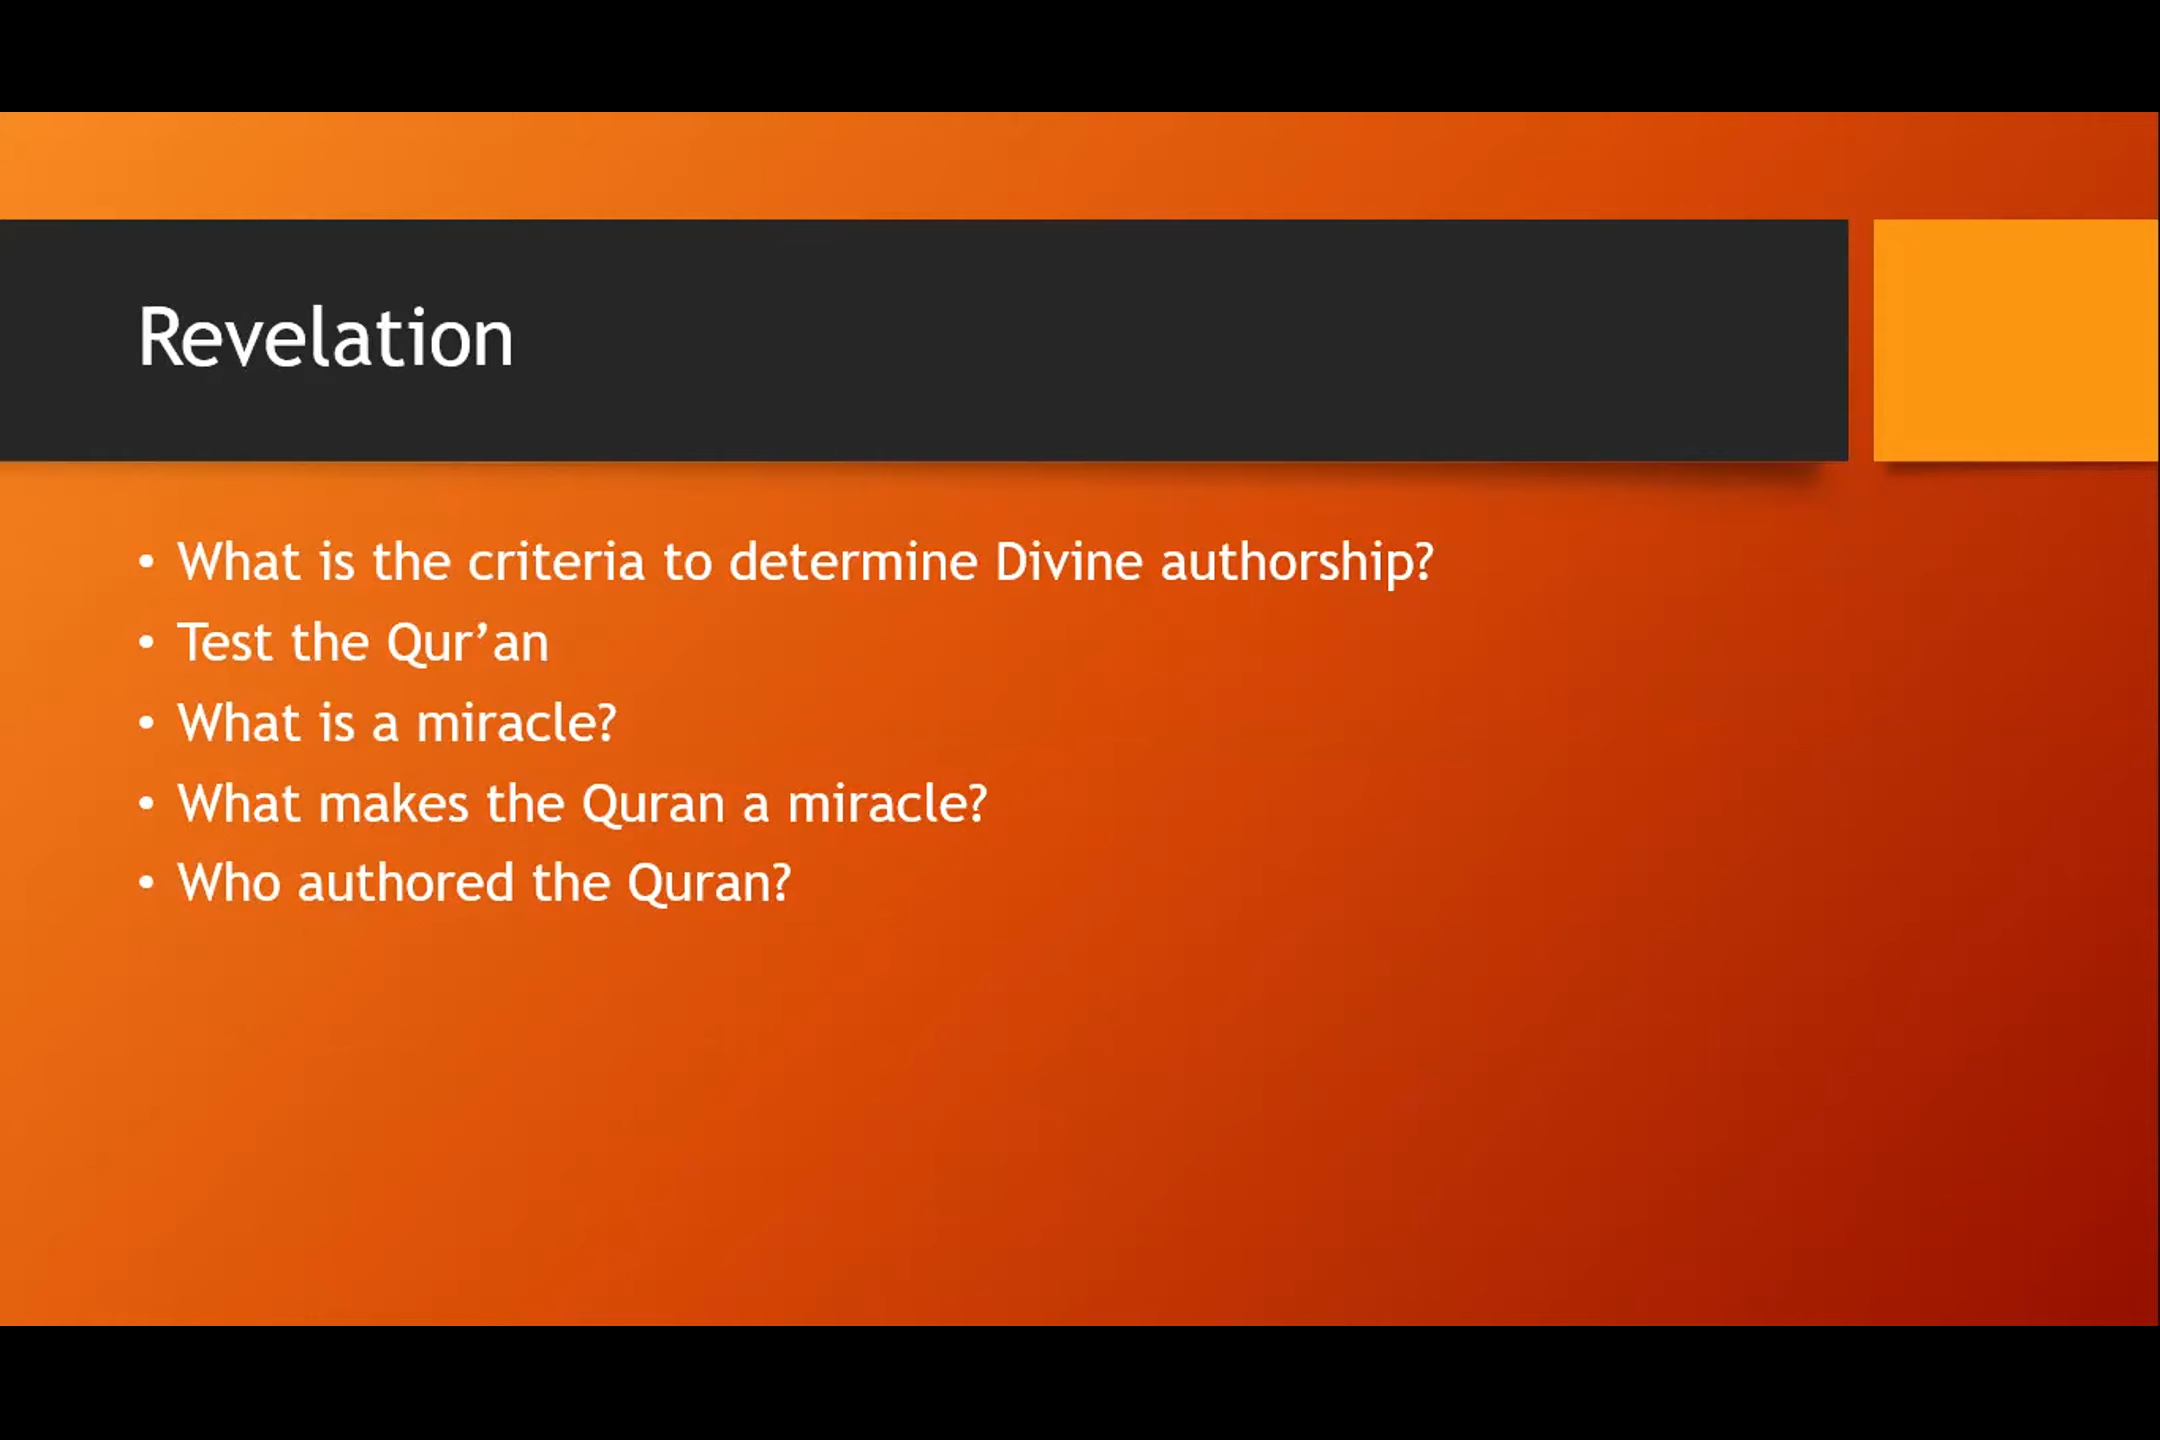 Revelation
• What is the criteria to determine Divine authorship?
• Test the Qur’an
• What is a miracle?
• What makes the Quran a miracle?
• Who authored the Quran?